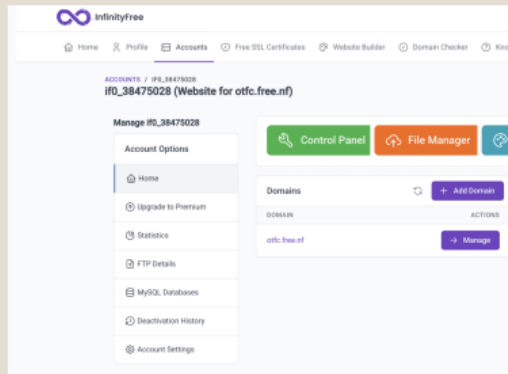 InfinityFree
Home Profile Accounts Free SSL Certificates Website Builder Domain Checker
ACCOUNTS / IF0_38475028
if0_38475028 (Website for otfc.free.nf)
Manage if0_38475028
Account Options
Home
Upgrade to Premium
Statistics
FTP Details
MySQL Databases
Deactivation History
Account Settings
Control Panel File Manager
Domains + Add Domain
DOMAIN ACTIONS
otfc.free.nf Manage